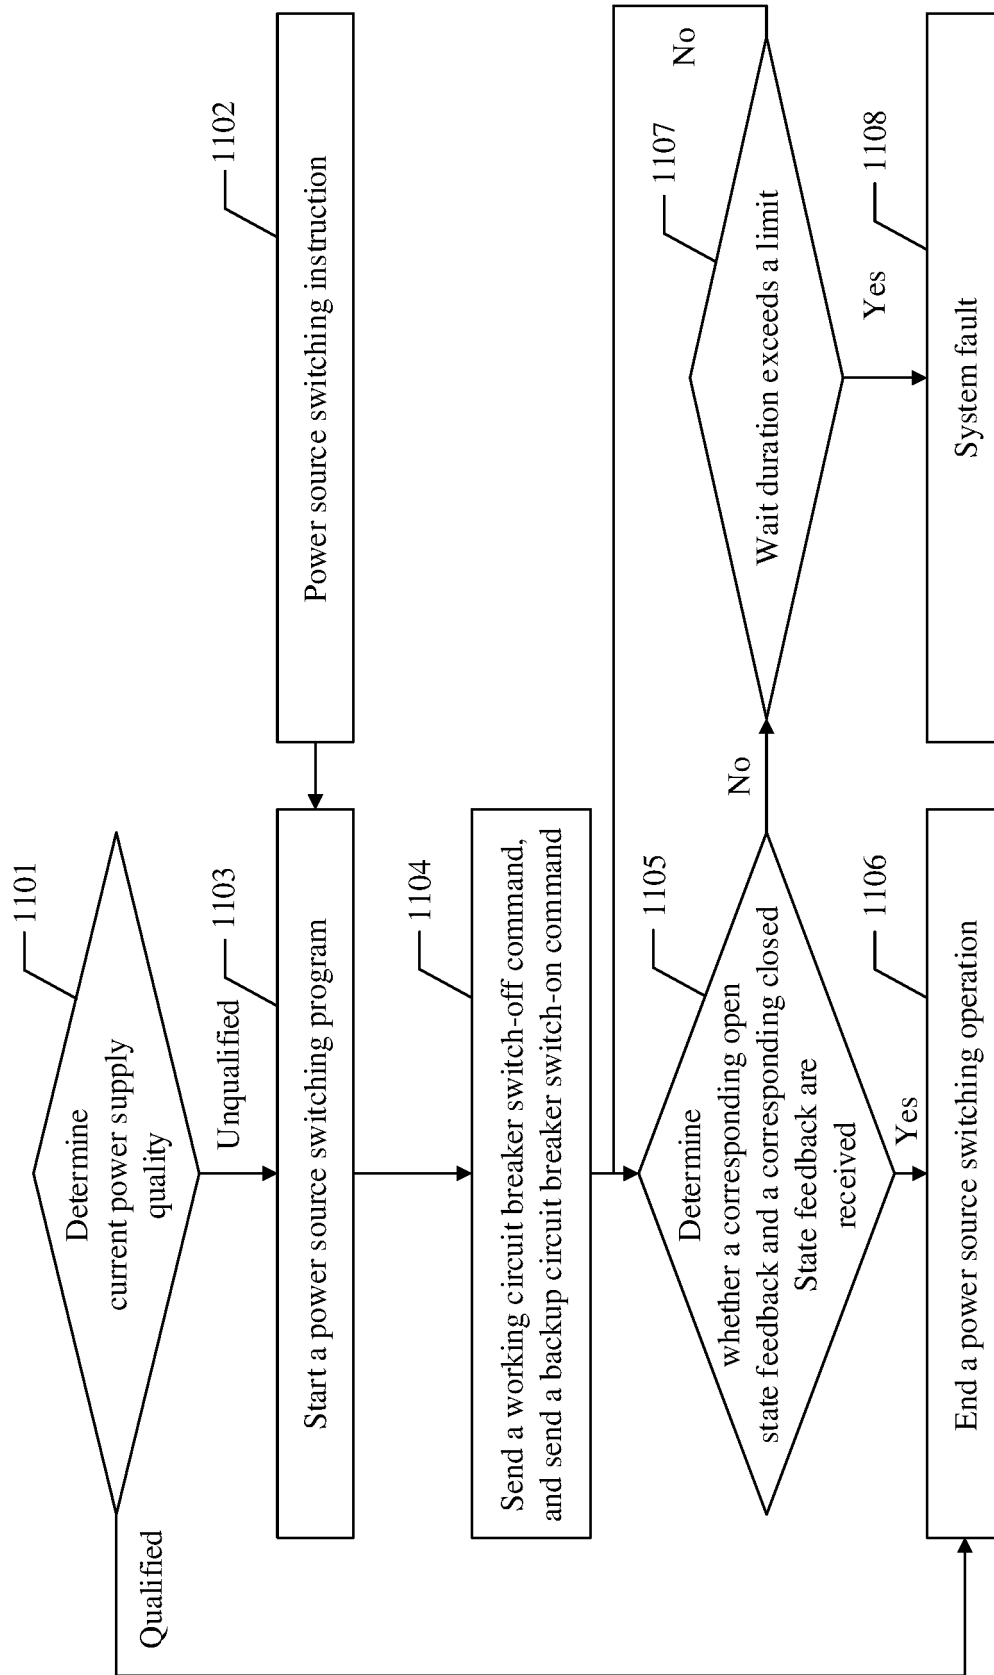 1101
Determine
current power supply
quality
Qualified
Unqualified
1102
Power source switching instruction
1103
Start a power source switching program
1104
Send a working circuit breaker switch-off command,
and send a backup circuit breaker switch-on command
1105
Determine
whether a corresponding open
state feedback and a corresponding closed
State feedback are
received
No
1107
Wait duration exceeds a limit
No
Yes
Yes
1106
End a power source switching operation
1108
System fault